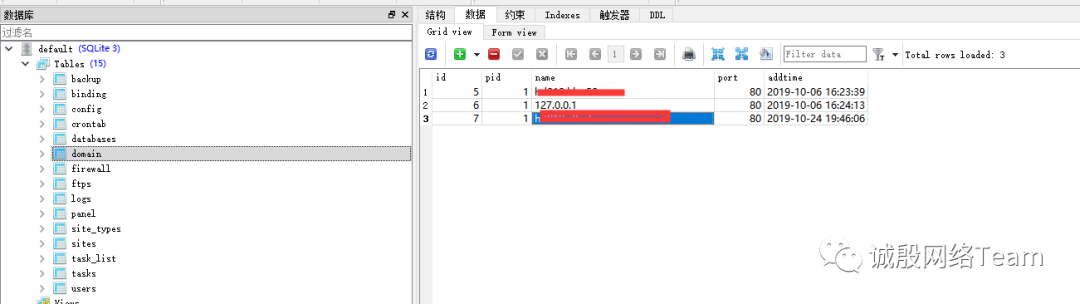 数据库
过滤名
default (SQLite 3)
Tables (15)
backup
binding
config
crontab
databases
domain
firewall
ftps
logs
panel
site_types
sites
task_list
tasks
users
Views
结构 数据 约束 Indexes 触发器 DDL
Grid view Form view
1 Filter data Total rows loaded: 3
id pid name port addtime
1 5 1 80 2019-10-06 16:23:39
2 6 1 127.0.0.1 80 2019-10-06 16:24:13
3 7 1 80 2019-10-24 19:46:06
诚殷网络Team